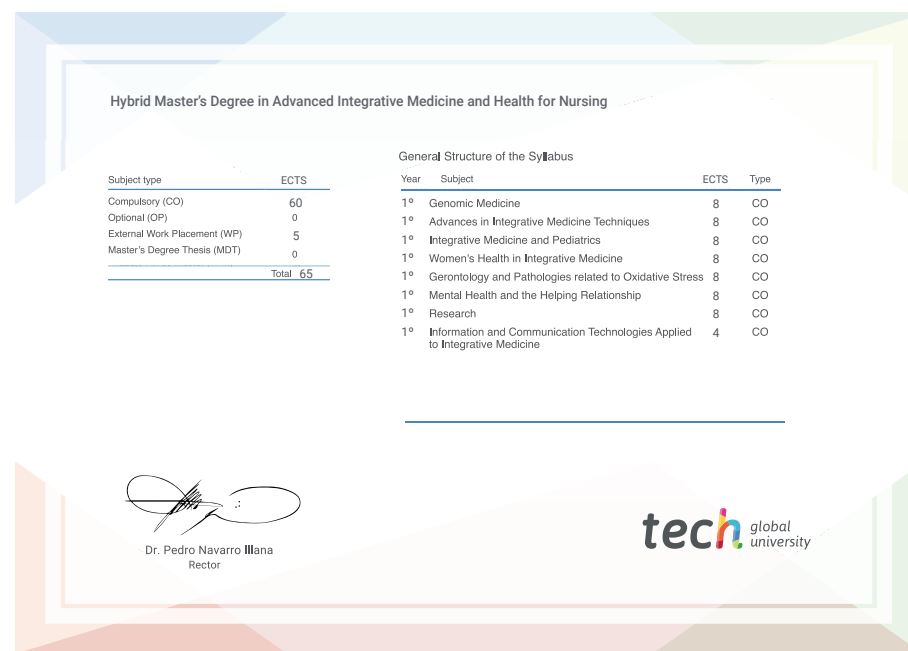 Hybrid Master's Degree in Advanced Integrative Medicine and Health for Nursing
Subject type ECTS
Compulsory (CO) 60
Optional (OP) 0
External Work Placement (WP) 5
Master's Degree Thesis (MDT) 0
Total 65
General Structure of the Syllabus
Year Subject ECTS Type
1º Genomic Medicine 8 CO
1º Advances in Integrative Medicine Techniques 8 CO
1º Integrative Medicine and Pediatrics 8 CO
1º Women's Health in Integrative Medicine 8 CO
1º Gerontology and Pathologies related to Oxidative Stress 8 CO
1º Mental Health and the Helping Relationship 8 CO
1º Research 8 CO
1º Information and Communication Technologies Applied 4 CO
to Integrative Medicine
Dr. Pedro Navarro Illana
Rector
tech global
university